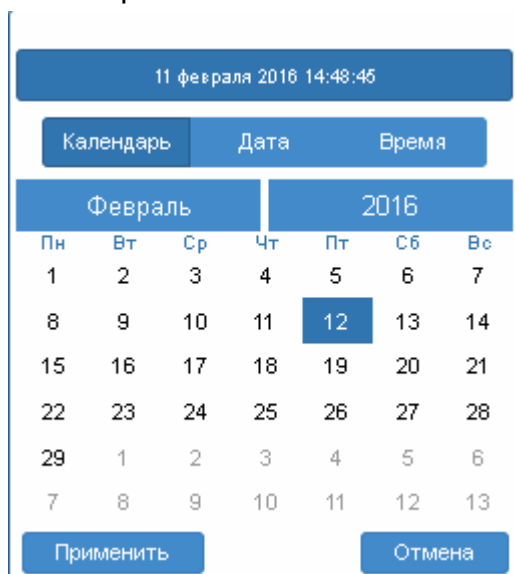 11 февраля 2016 14:48:45
Календарь Дата Время
Февраль 2016
Пн Вт Ср Чт Пт Сб Вс
1 2 3 4 5 6 7
8 9 10 11 12 13 14
15 16 17 18 19 20 21
22 23 24 25 26 27 28
29 1 2 3 4 5 6
7 8 9 10 11 12 13
Применить Отмена